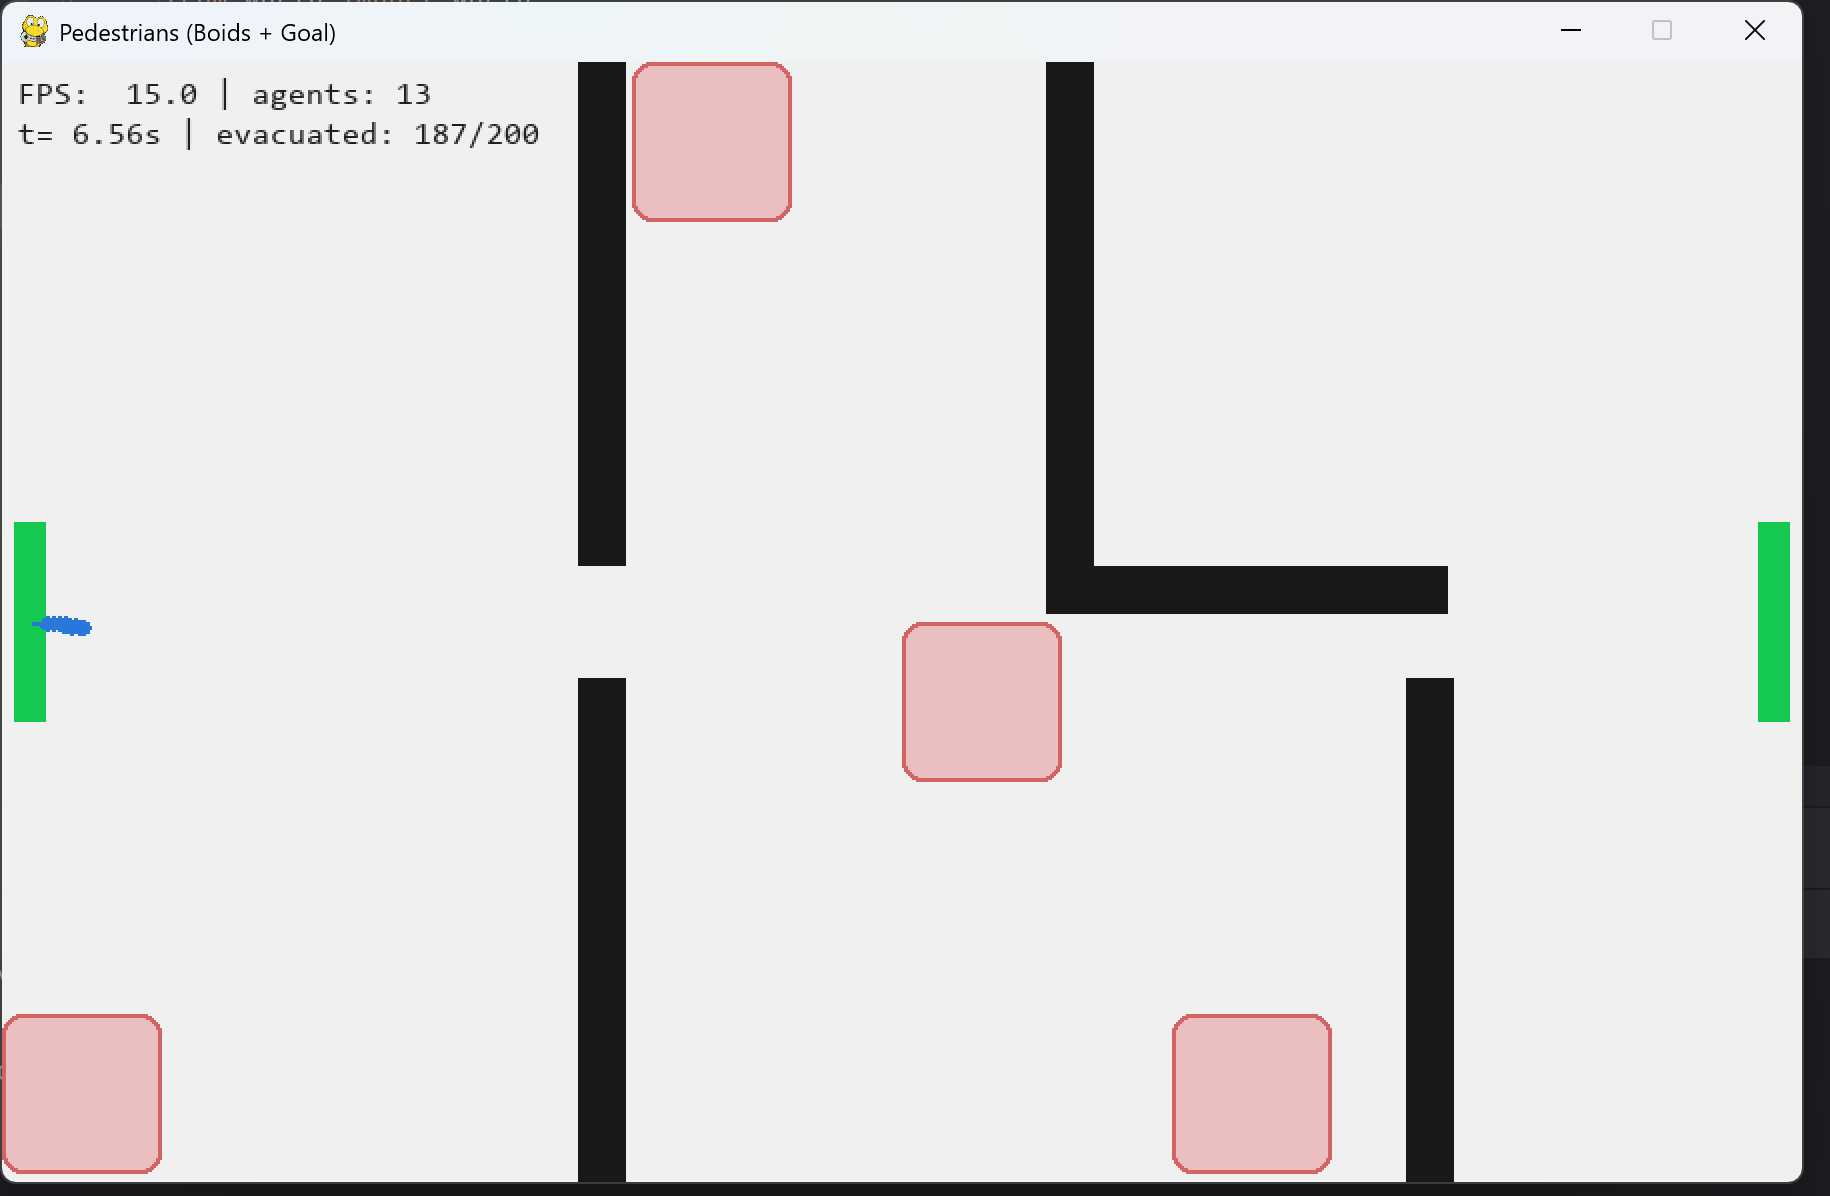 Pedestrians (Boids + Goal)
FPS:  15.0 | agents: 13
t= 6.56s | evacuated: 187/200